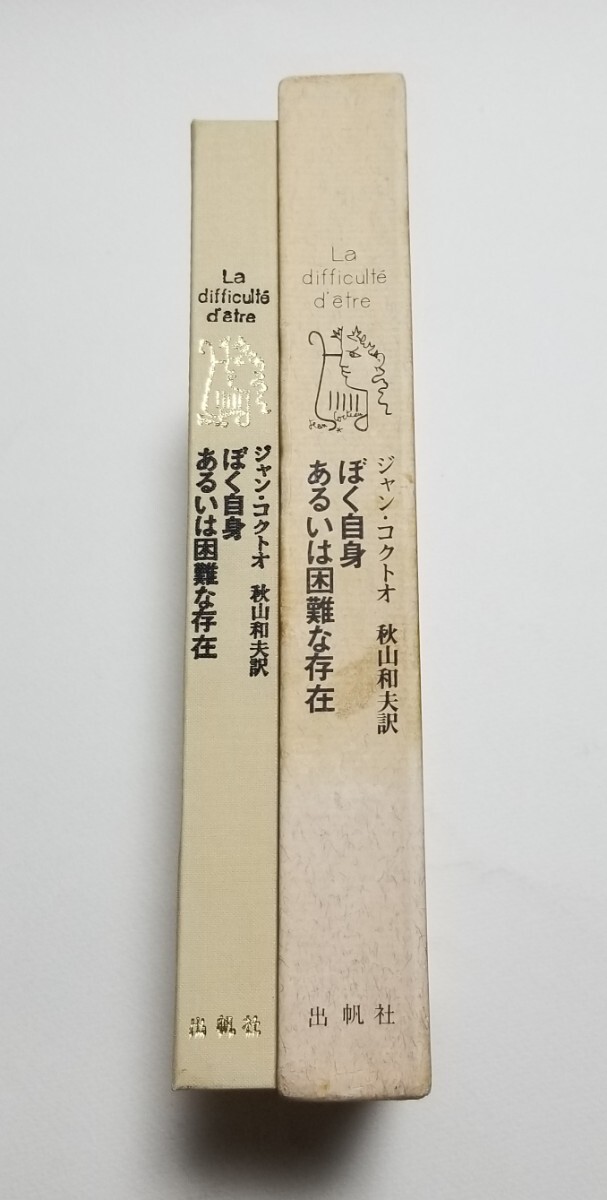 La
difficulté
d'être
ジャン・コクトオ 秋山和夫訳
ぼく自身
あるいは困難な存在
出帆社
La
difficulté
d'être
Jean Cocteau
ジャン・コクトオ 秋山和夫訳
ぼく自身
あるいは困難な存在
出帆社